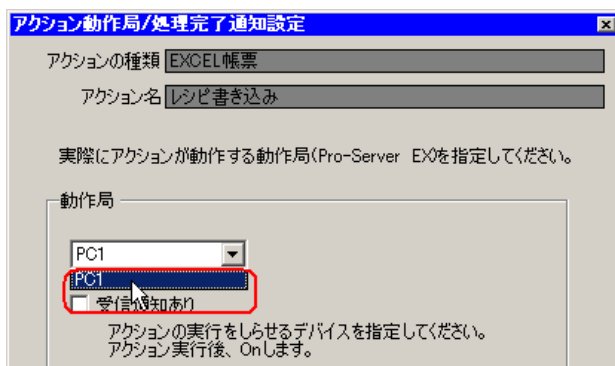 アクション動作局/処理完了通知設定
アクションの種類 EXCEL帳票
アクション名 レシピ書き込み
実際にアクションが動作する動作局(Pro-Server EX)を指定してください。
動作局
PC1
PC1
受信通知あり
アクションの実行をしらせるデバイスを指定してください。
アクション実行後、Onします。